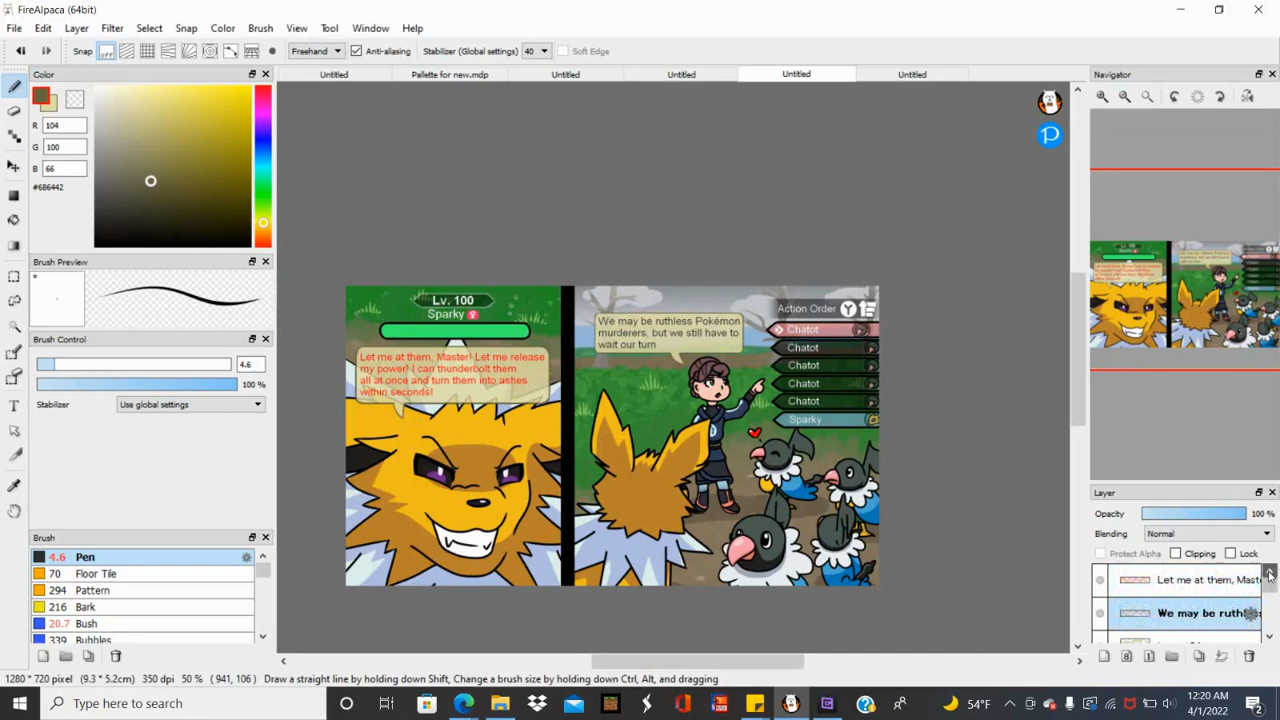 FireAlpaca (64bit)
File Edit Layer Filter Select Snap Color Brush View Tool Window Help
Snap off Freehand Anti-aliasing Stabilizer (Global settings) 40 Soft Edge
Color
Untitled Pallette for new.mdp Untitled Untitled Untitled Untitled
Navigator
R 104
G 100
B 66
#686442
Brush Preview
*
Brush Control
4.6
100 %
Stabilizer Use global settings
Brush
4.6 Pen
70 Floor Tile
294 Pattern
216 Bark
20.7 Bush
339 Bubbles
Lv. 100
Sparky
Let me at them, Master! Let me release
my power! I can thunderbolt them
all at once and turn them into ashes
within seconds!
We may be ruthless Pokémon
murderers, but we still have to
wait our turn
Action Order Y
Chatot
Chatot
Chatot
Chatot
Chatot
Sparky
Layer
Opacity 100 %
Blending Normal
Protect Alpha Clipping Lock
Let me at them, Mast
We may be ruthless
1280 * 720 pixel (9.3 * 5.2cm) 350 dpi 50 % (941, 106) Draw a straight line by holding down Shift, Change a brush size by holding down Ctrl, Alt, and dragging
Type here to search
54°F
12:20 AM
4/1/2022
2